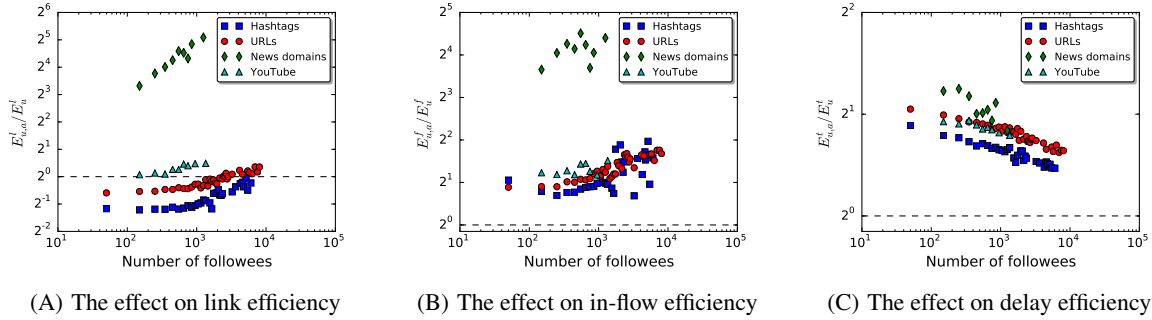 2^6
2^5
2^4
2^3
2^2
2^1
2^0
2^-1
2^-2
E^l_{u,a}/E^l_u
Hashtags
URLs
News domains
YouTube
10^1 10^2 10^3 10^4 10^5
Number of followees
(A) The effect on link efficiency
2^5
2^4
2^3
2^2
2^1
2^0
E^f_{u,a}/E^f_u
Hashtags
URLs
News domains
YouTube
10^1 10^2 10^3 10^4 10^5
Number of followees
(B) The effect on in-flow efficiency
2^2
2^1
2^0
E^t_{u,a}/E^t_u
Hashtags
URLs
News domains
YouTube
10^1 10^2 10^3 10^4 10^5
Number of followees
(C) The effect on delay efficiency